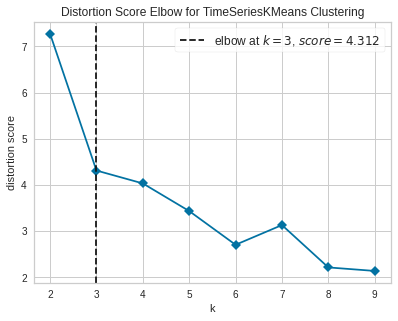 Distortion Score Elbow for TimeSeriesKMeans Clustering
elbow at k = 3, score = 4.312
distortion score
7
6
5
4
3
2
2 3 4 5 6 7 8 9
k